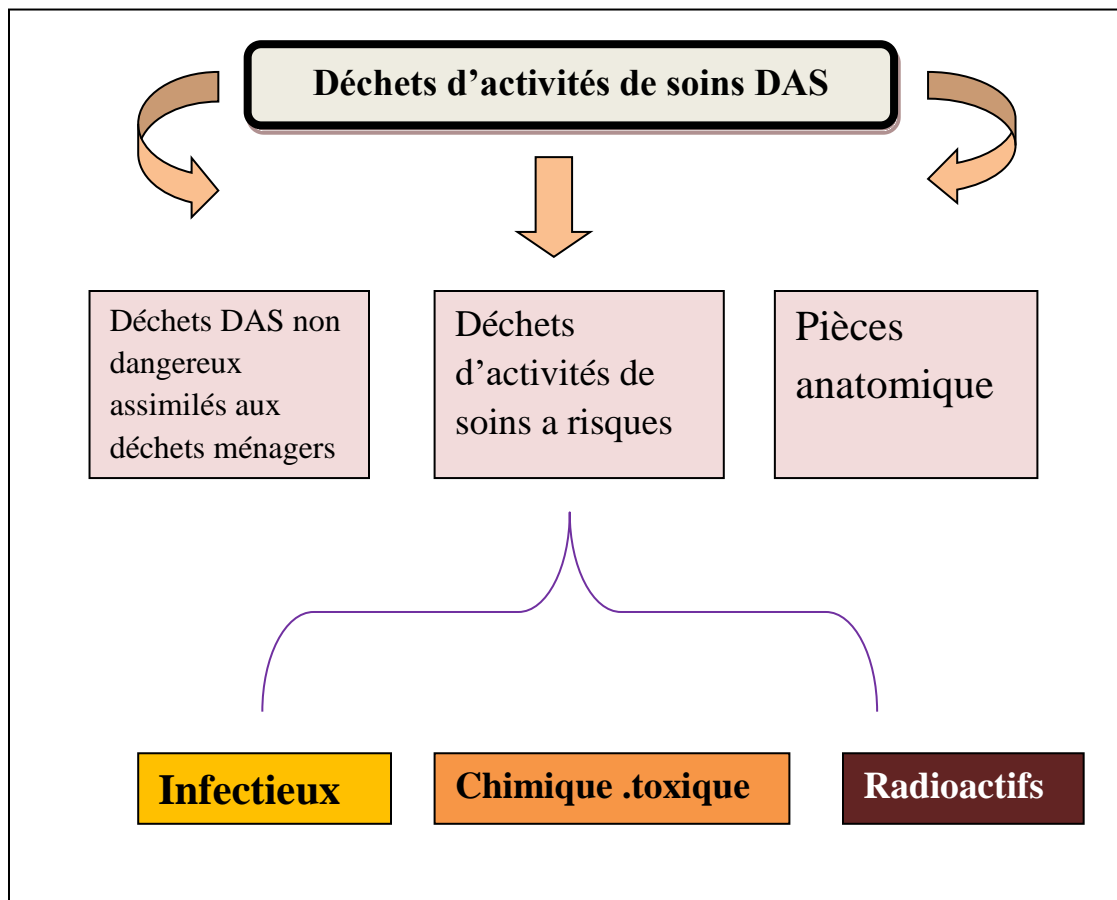 Déchets d’activités de soins DAS
Déchets DAS non
dangereux
assimilés aux
déchets ménagers
Déchets
d’activités de
soins a risques
Pièces
anatomique
Infectieux
Chimique .toxique
Radioactifs